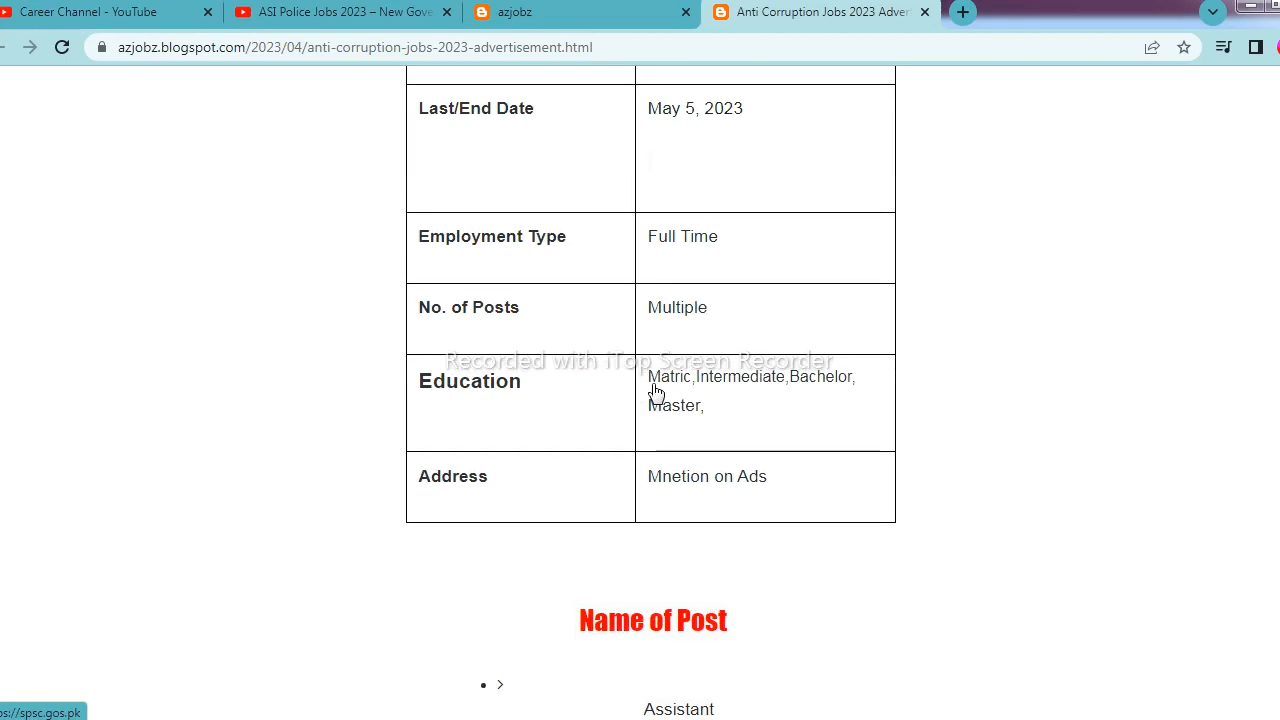 Career Channel - YouTube
ASI Police Jobs 2023 – New Gove
azjobz
Anti Corruption Jobs 2023 Adver
azjobz.blogspot.com/2023/04/anti-corruption-jobs-2023-advertisement.html
Last/End Date May 5, 2023
Employment Type Full Time
No. of Posts Multiple
Recorded with iTop Screen Recorder
Education Matric,Intermediate,Bachelor,
Master,
Address Mnetion on Ads
Name of Post
Assistant
ps://spsc.gos.pk